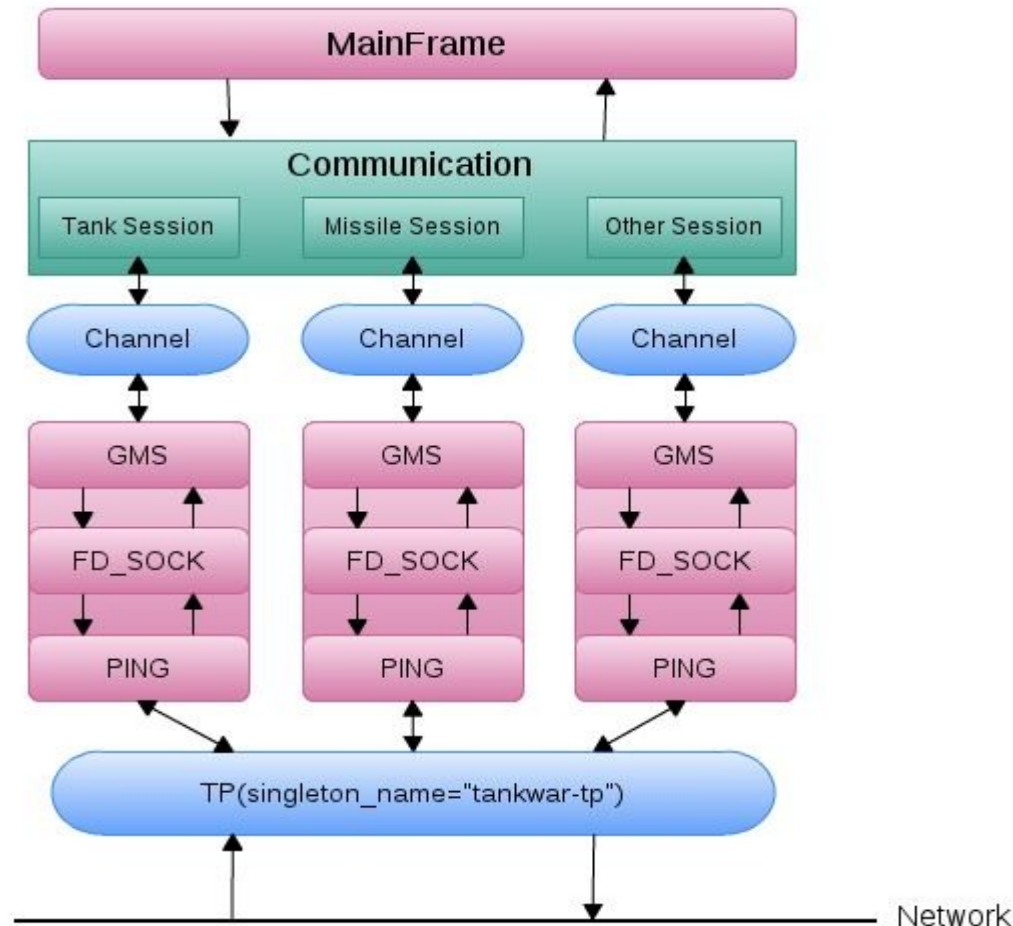 MainFrame
Communication
Tank Session
Missile Session
Other Session
Channel
Channel
Channel
GMS
GMS
GMS
FD_SOCK
FD_SOCK
FD_SOCK
PING
PING
PING
TP(singleton_name="tankwar-tp")
Network